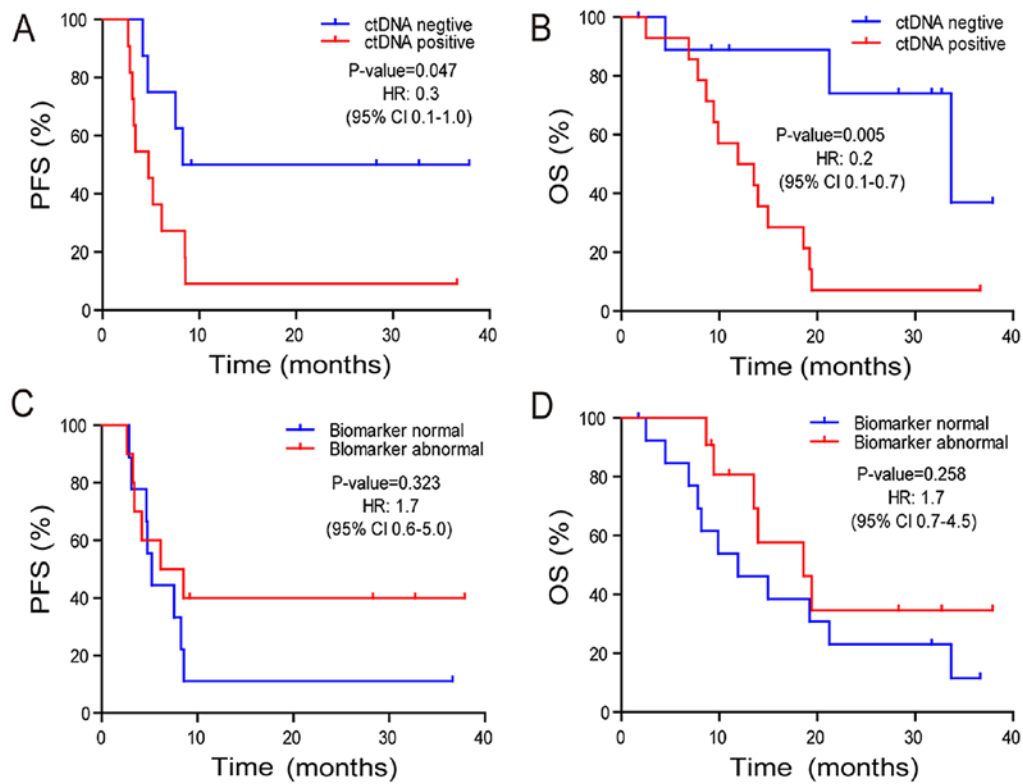 A
ctDNA negtive
ctDNA positive
P-value=0.047
HR: 0.3
(95% CI 0.1-1.0)
PFS (%)
100
80
60
40
20
0
0 10 20 30 40
Time (months)
B
ctDNA negtive
ctDNA positive
P-value=0.005
HR: 0.2
(95% CI 0.1-0.7)
OS (%)
100
80
60
40
20
0
0 10 20 30 40
Time (months)
C
Biomarker normal
Blomarker abnormal
P-value=0.323
HR: 1.7
(95% CI 0.6-5.0)
PFS (%)
100
80
60
40
20
0
0 10 20 30 40
Time (months)
D
Biomarker normal
Biomarker abnormal
P-value=0.258
HR: 1.7
(95% CI 0.7-4.5)
OS (%)
100
80
60
40
20
0
0 10 20 30 40
Time (months)